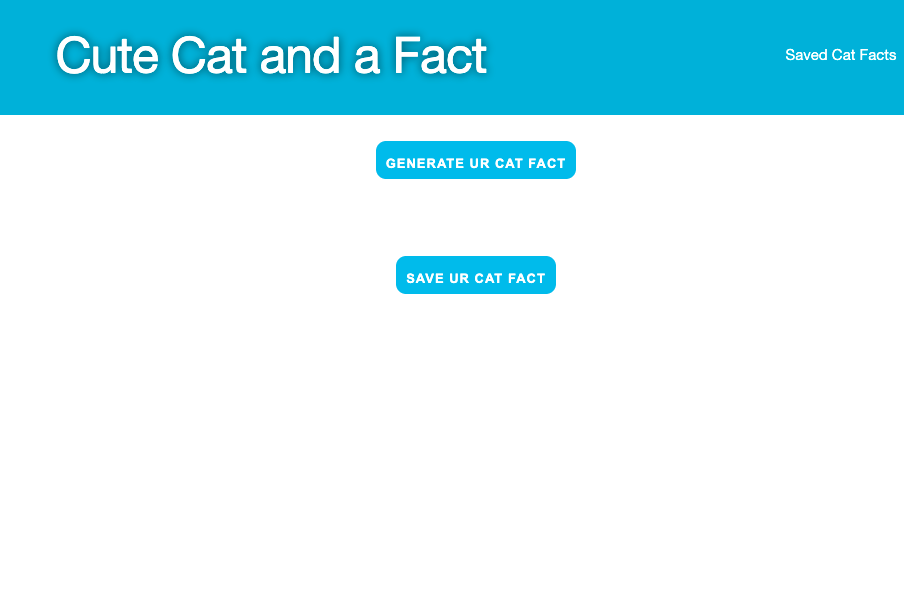 Cute Cat and a Fact
Saved Cat Facts
GENERATE UR CAT FACT
SAVE UR CAT FACT